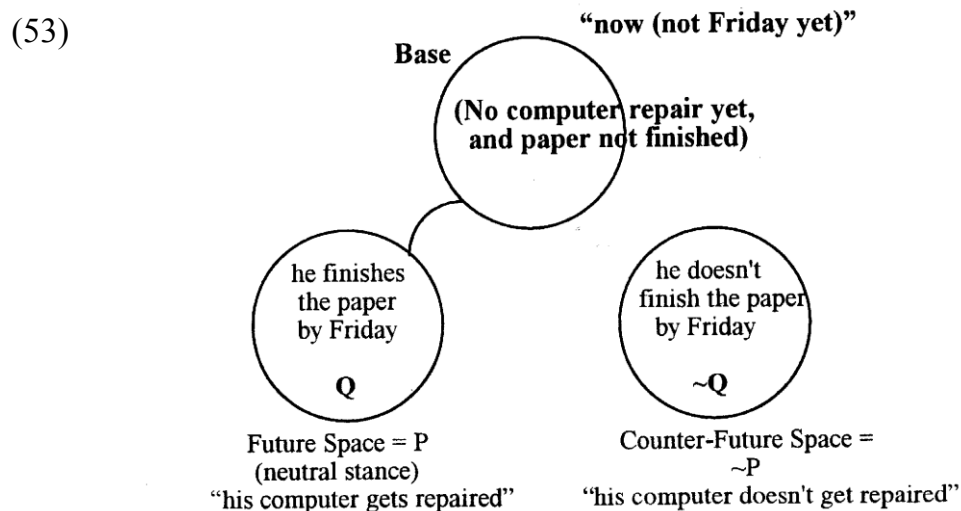 (53)
“now (not Friday yet)”
Base
(No computer repair yet,
and paper not finished)
he finishes
the paper
by Friday
Q
Future Space = P
(neutral stance)
“his computer gets repaired”
he doesn't
finish the paper
by Friday
~Q
Counter-Future Space =
~P
“his computer doesn't get repaired”